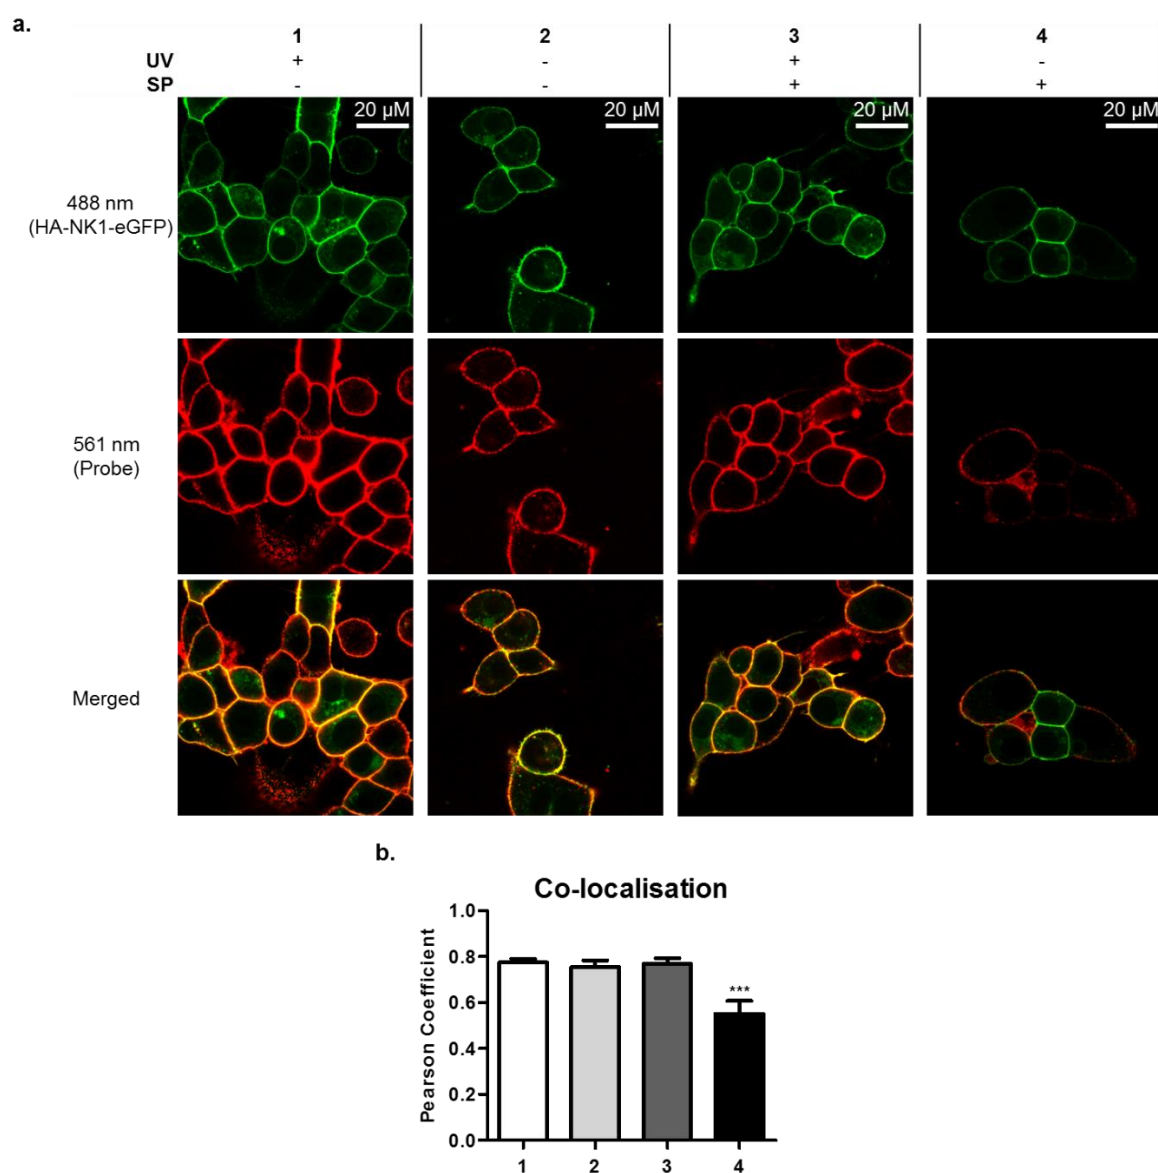 a.
1 2 3 4
UV + - + -
SP - - + +
20 μM 20 μM 20 μM 20 μM
488 nm
(HA-NK1-eGFP)
561 nm
(Probe)
Merged
b.
Co-localisation
Pearson Coefficient
1.0
0.8
0.6
0.4
0.2
0.0
***
1 2 3 4